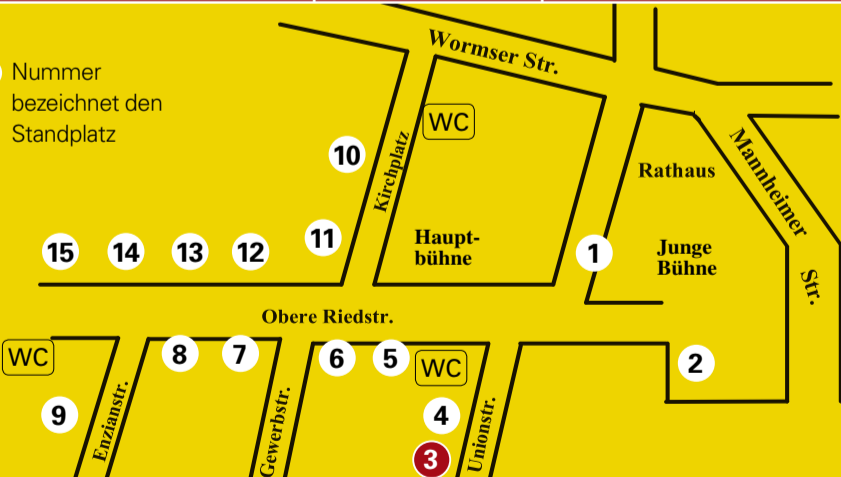 Wormser Str.
Nummer
bezeichnet den
Standplatz
WC
10
Kirchplatz
Mannheimer
Str.
Rathaus
15
14
13
12
11
Haupt-
bühne
1
Junge
Bühne
Obere Riedstr.
WC
8
7
6
5
WC
2
9
Enzianstr.
Gewerbstr.
4
3
Unionstr.